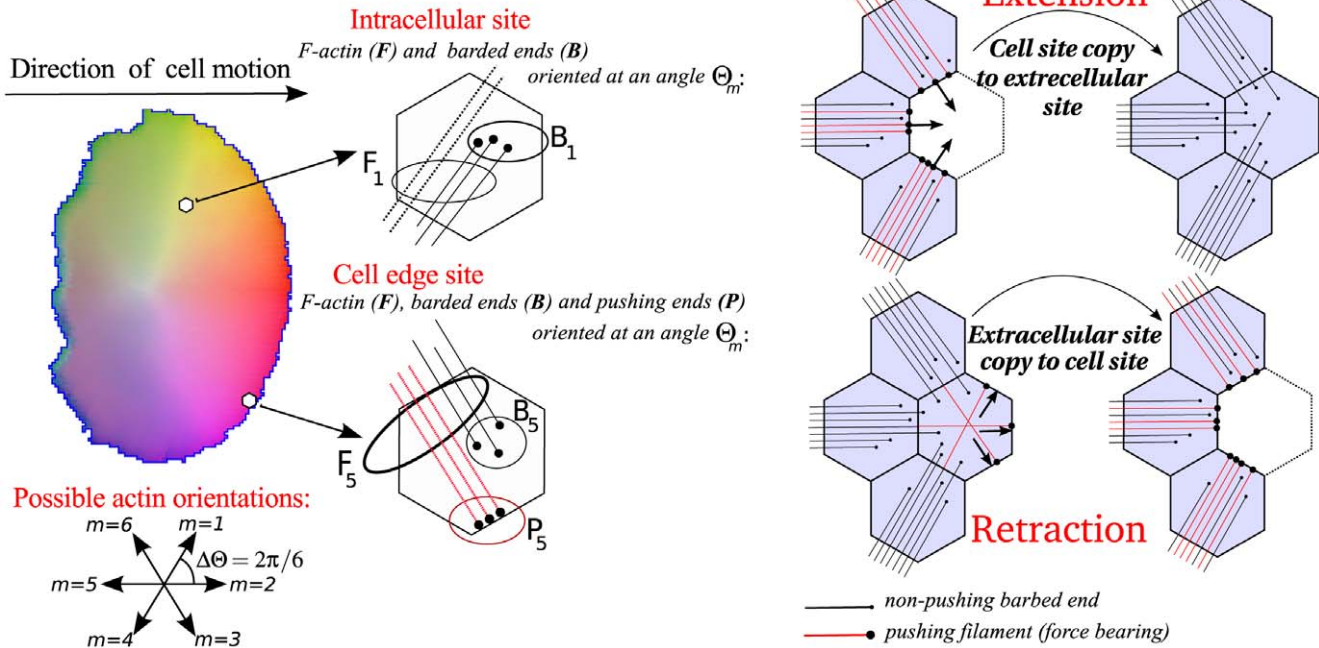 Intracellular site
F-actin (F) and barded ends (B)
oriented at an angle Θm:
Direction of cell motion
B1
F1
Cell edge site
F-actin (F), barded ends (B) and pushing ends (P)
oriented at an angle Θm:
B5
F5
P5
Possible actin orientations:
m=6
m=1
ΔΘ = 2π/6
m=5
m=2
m=4
m=3
Extension
Cell site copy
to extrecellular
site
Extracellular site
copy to cell site
Retraction
non-pushing barbed end
pushing filament (force bearing)